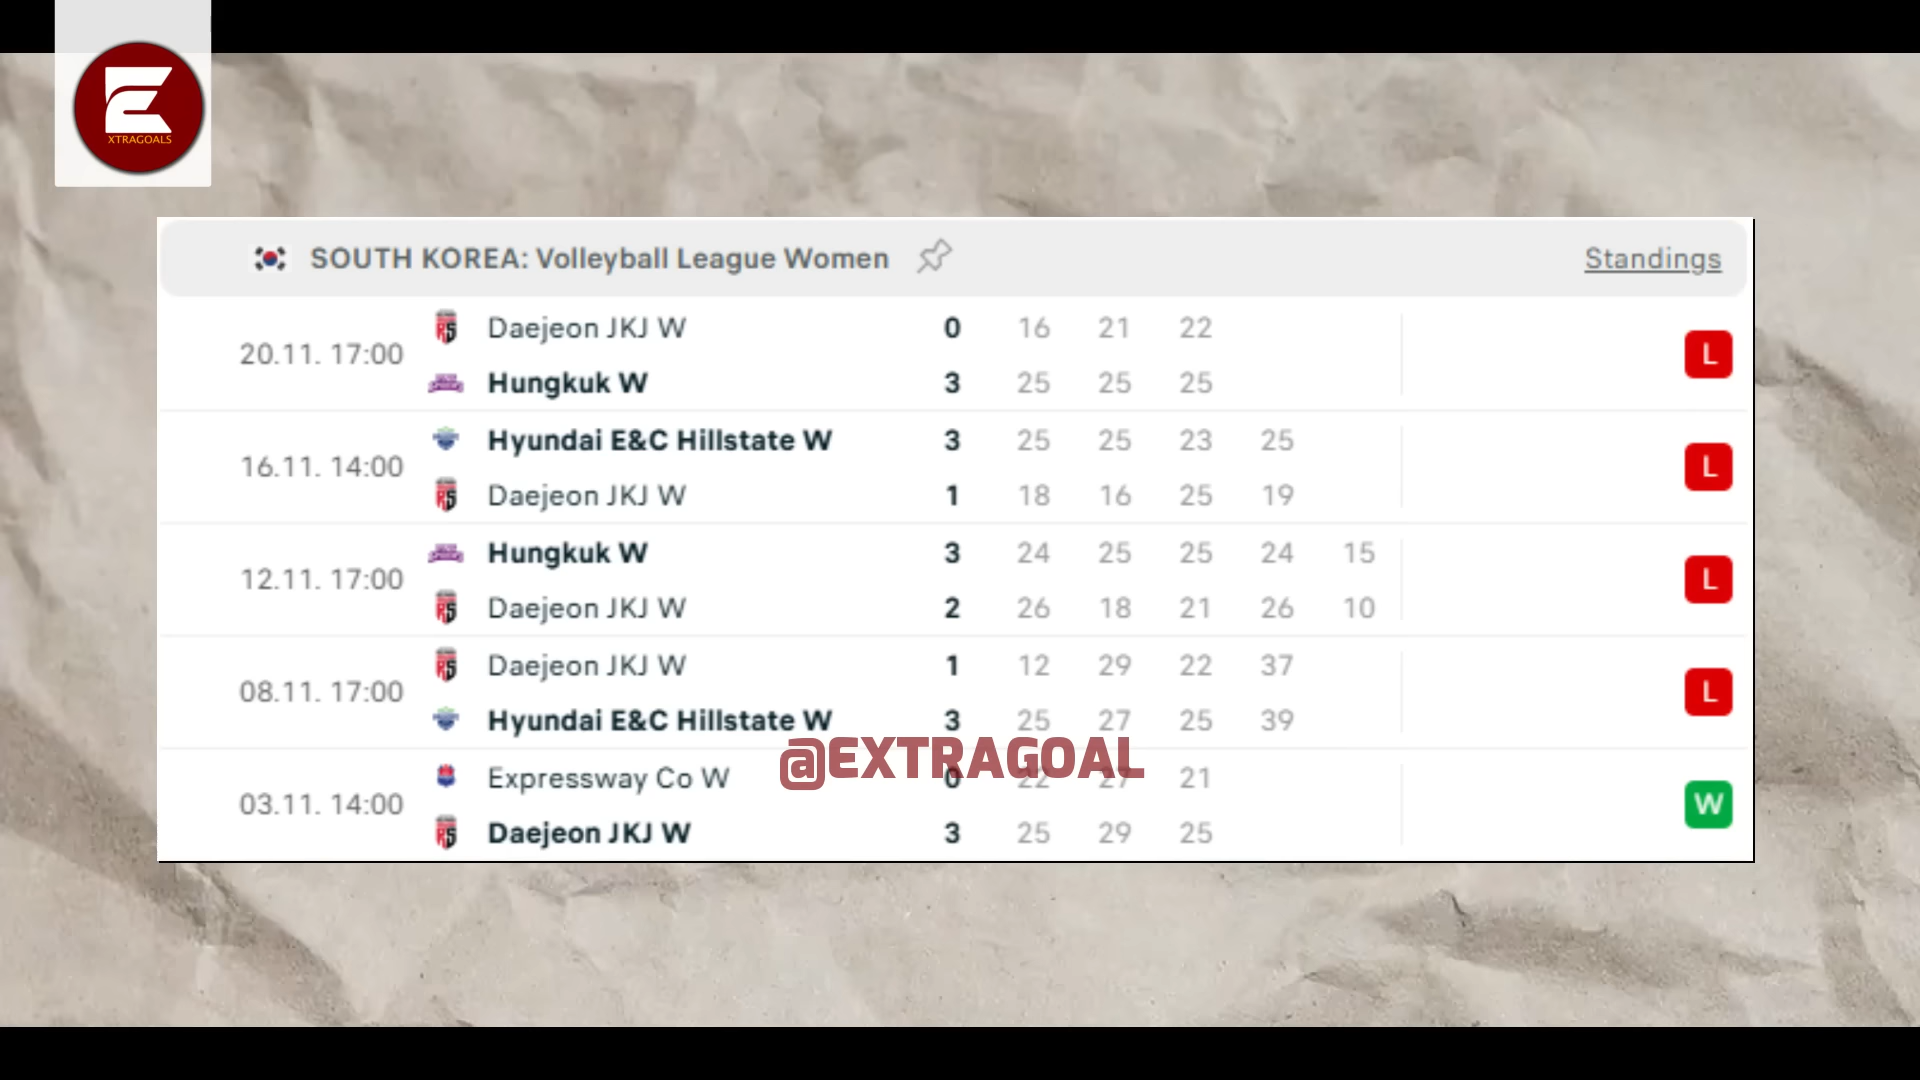 E
XTRAGOALS
SOUTH KOREA: Volleyball League Women
Standings
20.11. 17:00
Daejeon JKJ W 0 16 21 22
Hungkuk W 3 25 25 25
L
16.11. 14:00
Hyundai E&C Hillstate W 3 25 25 23 25
Daejeon JKJ W 1 18 16 25 19
L
12.11. 17:00
Hungkuk W 3 24 25 25 24 15
Daejeon JKJ W 2 26 18 21 26 10
L
08.11. 17:00
Daejeon JKJ W 1 12 29 22 37
Hyundai E&C Hillstate W 3 25 27 25 39
L
@EXTRAGOAL
03.11. 14:00
Expressway Co W 0 22 27 21
Daejeon JKJ W 3 25 29 25
W